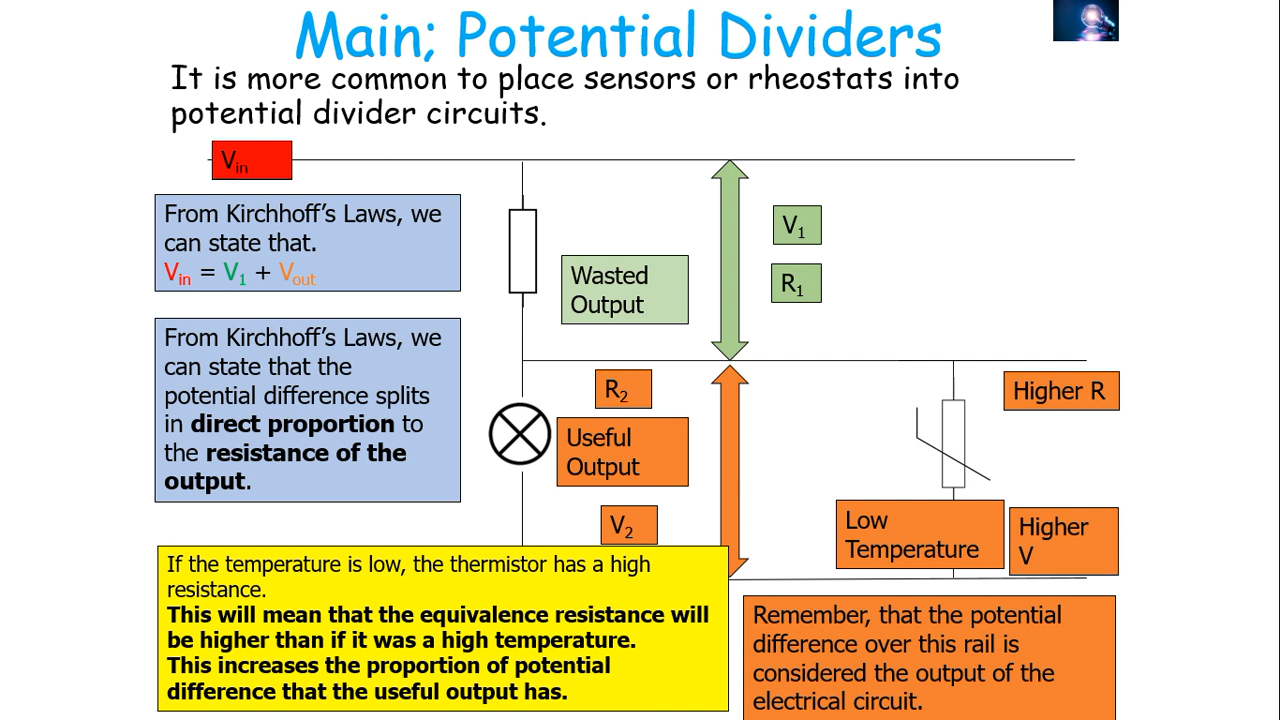 Main; Potential Dividers
It is more common to place sensors or rheostats into
potential divider circuits.
Vin
From Kirchhoff’s Laws, we
can state that.
Vin = V1 + Vout
V1
Wasted
Output
R1
From Kirchhoff’s Laws, we
can state that the
potential difference splits
in direct proportion to
the resistance of the
output.
R2
Useful
Output
V2
Higher R
Low
Temperature
Higher
V
If the temperature is low, the thermistor has a high
resistance.
This will mean that the equivalence resistance will
be higher than if it was a high temperature.
This increases the proportion of potential
difference that the useful output has.
Remember, that the potential
difference over this rail is
considered the output of the
electrical circuit.